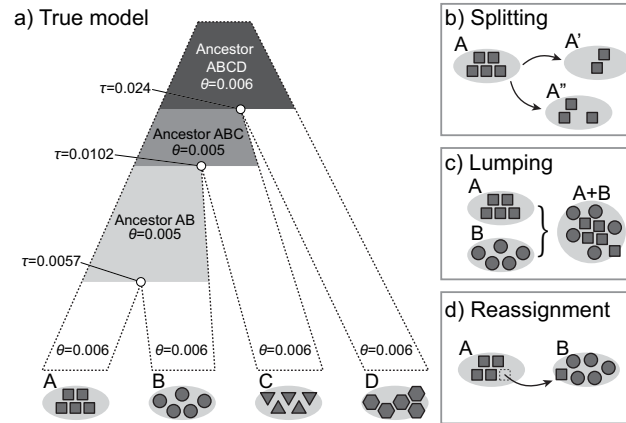 a) True model
Ancestor
ABCD
θ=0.006
τ=0.024
Ancestor ABC
θ=0.005
τ=0.0102
Ancestor AB
θ=0.005
τ=0.0057
θ=0.006 θ=0.006 θ=0.006 θ=0.006
A B C D
b) Splitting
A A'
A"
c) Lumping
A A+B
B
d) Reassignment
A B